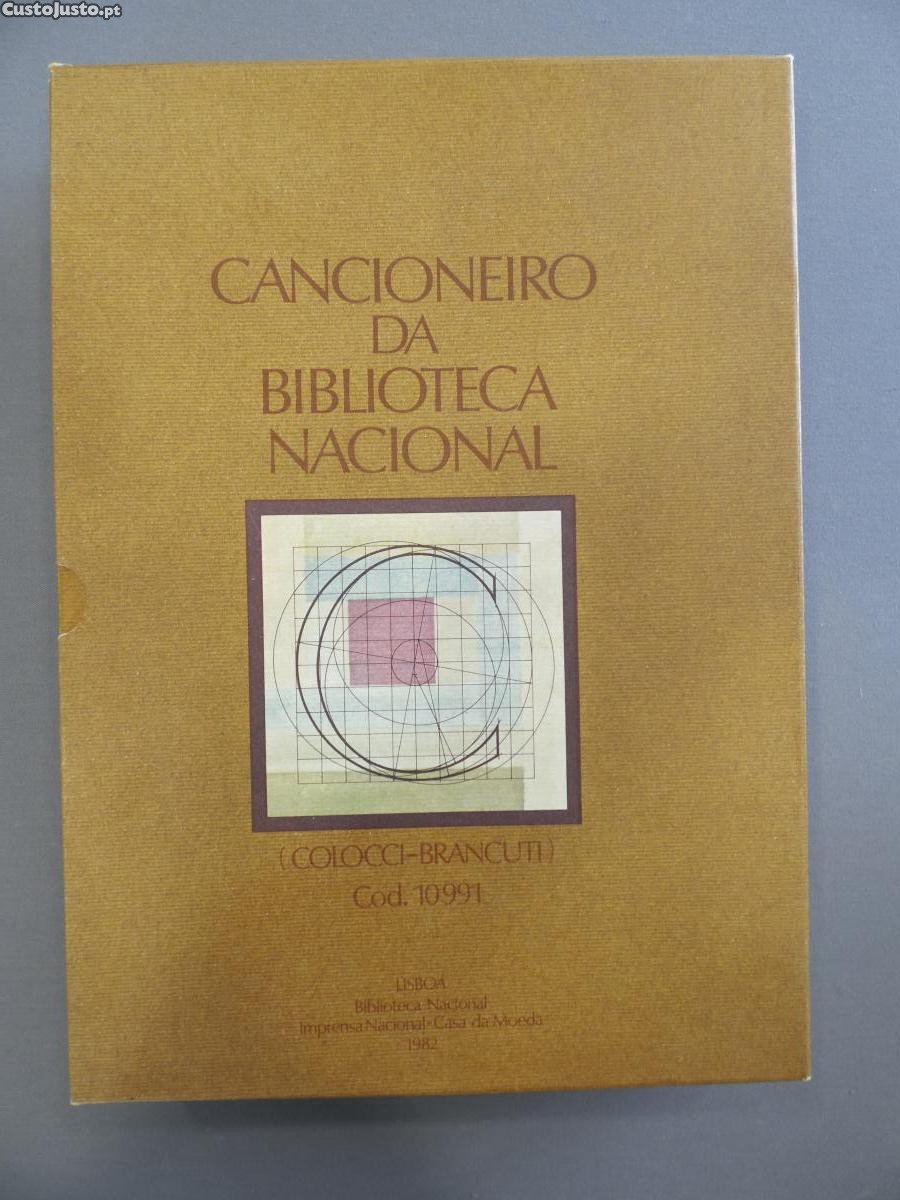 CustoJusto.pt
CANCIONEIRO
DA
BIBLIOTECA
NACIONAL
(COLOCCI-BRANCUTI)
Cod. 10991
LISBOA
Biblioteca Nacional
Imprensa Nacional-Casa da Moeda
1982